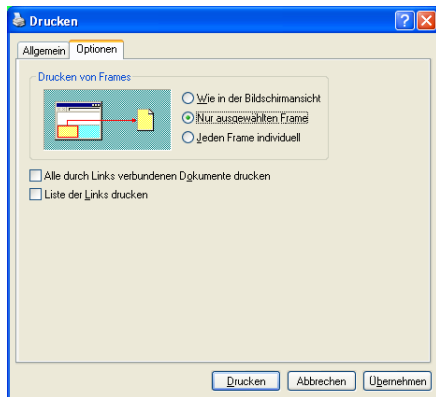 Drucken
Allgemein Optionen
Drucken von Frames
Wie in der Bildschirmansicht
Nur ausgewählten Frame
Jeden Frame individuell
Alle durch Links verbundenen Dokumente drucken
Liste der Links drucken
Drucken Abbrechen Übernehmen